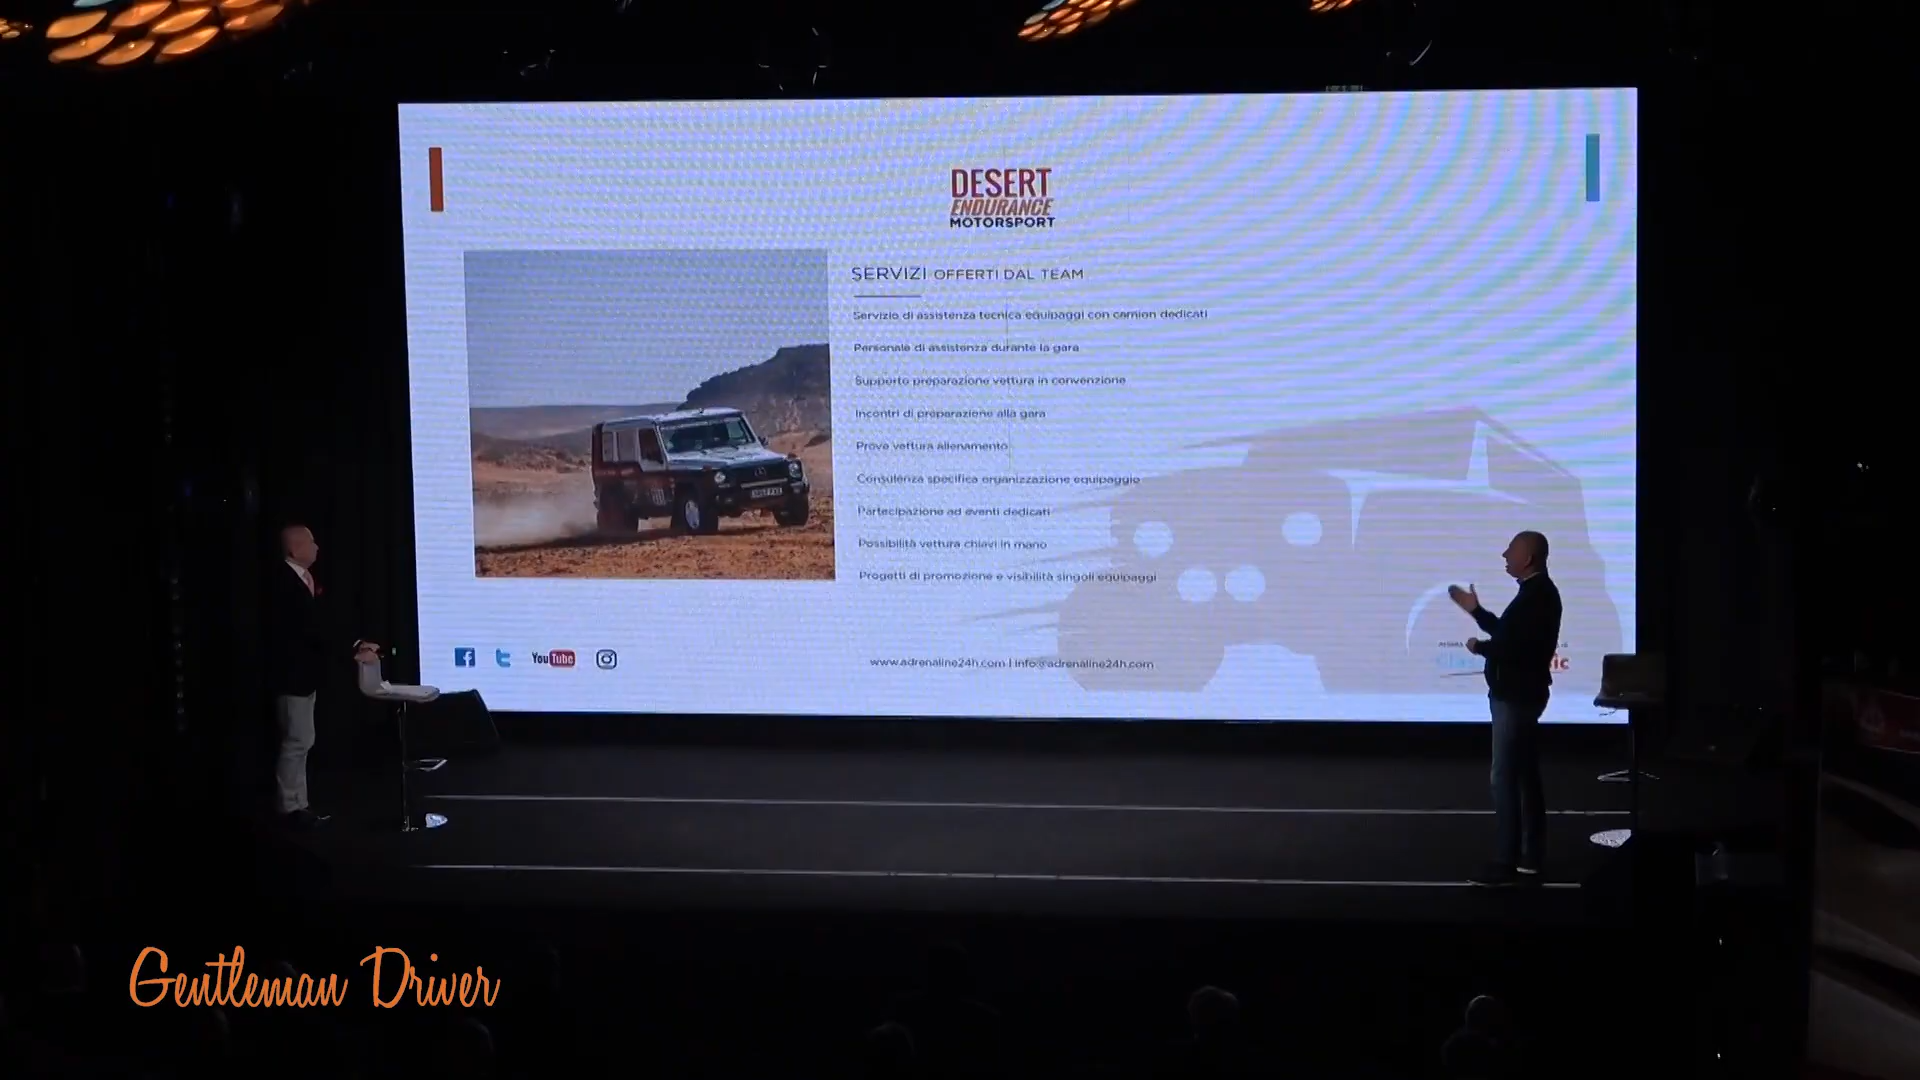 DESERT
ENDURANCE
MOTORSPORT
SERVIZI OFFERTI DAL TEAM
Servizio di assistenza tecnica equipaggi con camion dedicati
Personale di assistenza durante la gara
Supporto preparazione vettura in convenzione
Incontri di preparazione alla gara
Prove vettura allenamento
Consulenza specifica organizzazione equipaggio
Partecipazione ad eventi dedicati
Possibilità vettura chiavi in mano
Progetti di promozione e visibilità singoli equipaggi
YouTube
www.adrenaline24h.com | info@adrenaline24h.com
Gentleman Driver